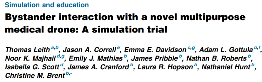 Simulation and education
Bystander interaction with a novel multipurpose
medical drone: A simulation trial
Thomas Leith, Jason A. Correll, Emma E. Davidson, Adam L. Gottula,
Noor K. Majhail, Emily J. Mathias, James Pribble, Nathan B. Roberts,
Isabella G. Scott, James A. Cranford, Laura R. Hopson, Nathaniel Hunt,
Christine M. Brent